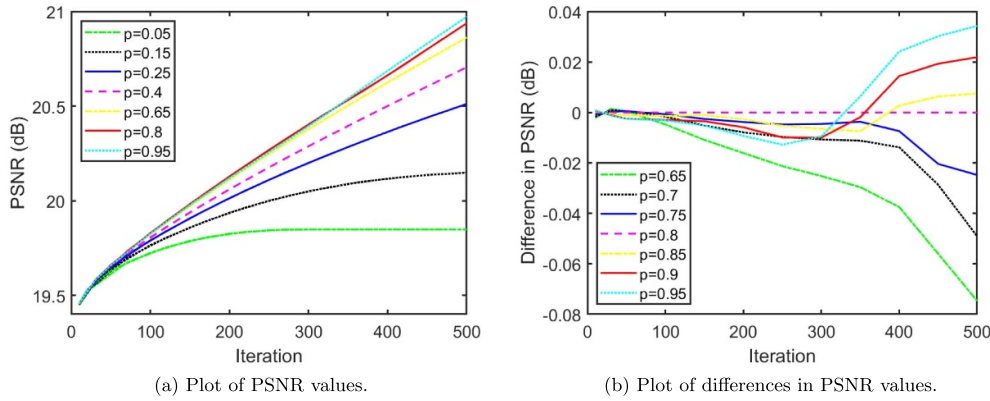 21
20.5
20
19.5
PSNR (dB)
p=0.05
p=0.15
p=0.25
p=0.4
p=0.65
p=0.8
p=0.95
0 100 200 300 400 500
Iteration
(a) Plot of PSNR values.
0.04
0.02
0
-0.02
-0.04
-0.06
-0.08
Difference in PSNR (dB)
p=0.65
p=0.7
p=0.75
p=0.8
p=0.85
p=0.9
p=0.95
0 100 200 300 400 500
Iteration
(b) Plot of differences in PSNR values.